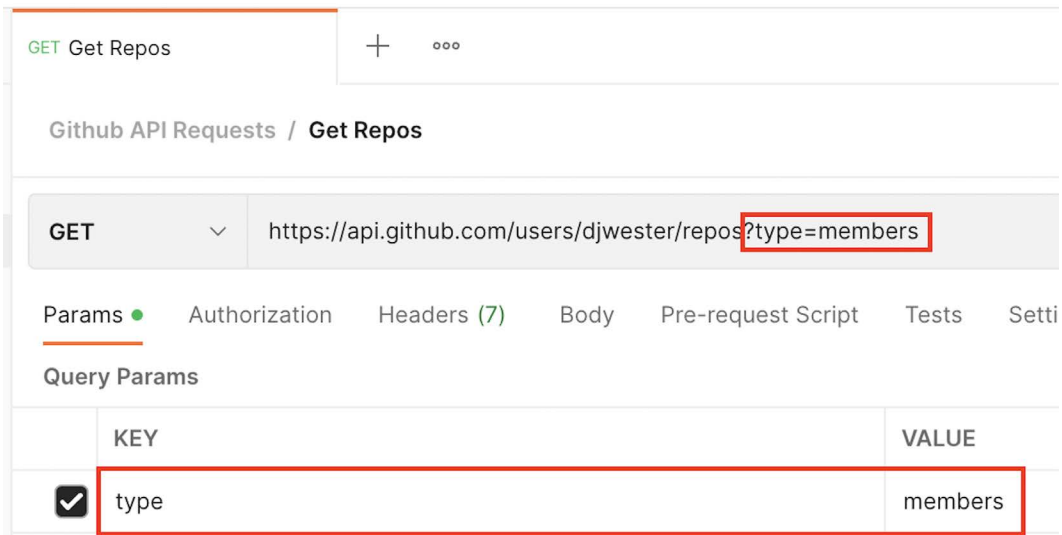 GET Get Repos
Github API Requests / Get Repos
GET https://api.github.com/users/djwester/repos?type=members
Params Authorization Headers (7) Body Pre-request Script Tests Setti
Query Params
KEY VALUE
type members